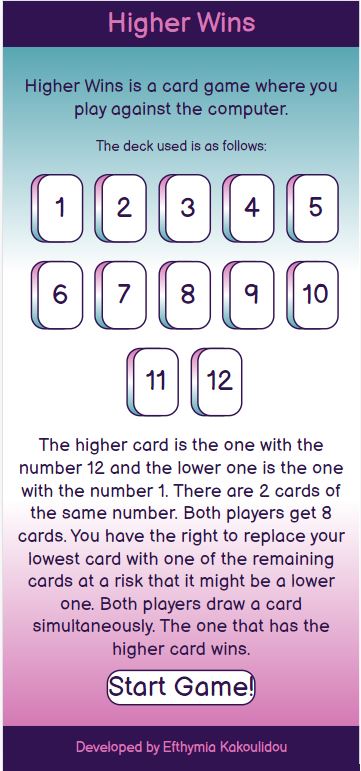 Higher Wins
Higher Wins is a card game where you
play against the computer.
The deck used is as follows:
1 2 3 4 5
6 7 8 9 10
11 12
The higher card is the one with the
number 12 and the lower one is the one
with the number 1. There are 2 cards of
the same number. Both players get 8
cards. You have the right to replace your
lowest card with one of the remaining
cards at a risk that it might be a lower
one. Both players draw a card
simultaneously. The one that has the
higher card wins.
Start Game!
Developed by Efthymia Kakoulidou